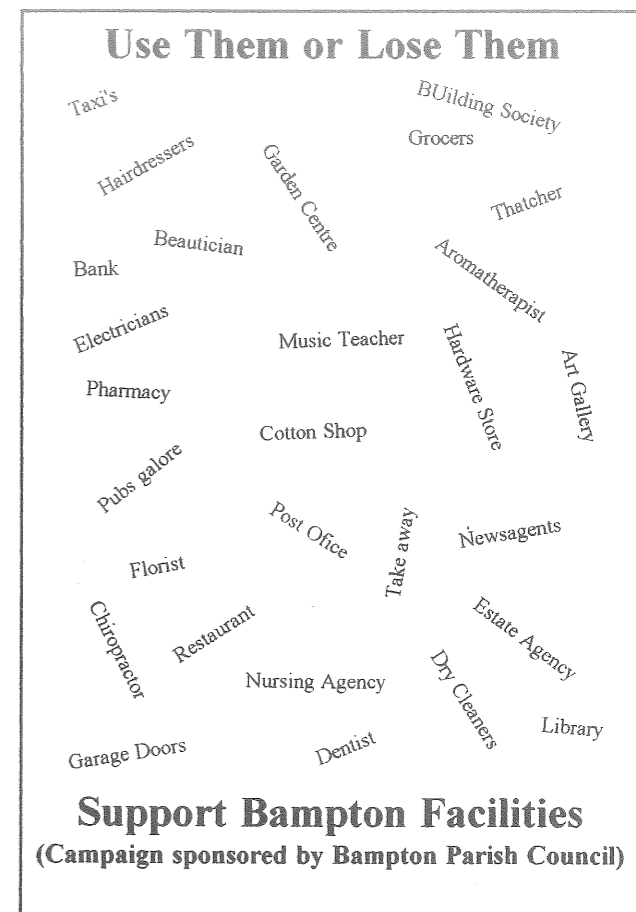 Use Them or Lose Them
Taxi's
BUilding Society
Grocers
Hairdressers
Garden Centre
Thatcher
Beautician
Bank
Aromatherapist
Electricians
Music Teacher
Hardware Store
Art Gallery
Pharmacy
Cotton Shop
Pubs galore
Post Ofice
Take away
Newsagents
Florist
Chiropractor
Restaurant
Estate Agency
Nursing Agency
Dry Cleaners
Library
Garage Doors
Dentist
Support Bampton Facilities
(Campaign sponsored by Bampton Parish Council)